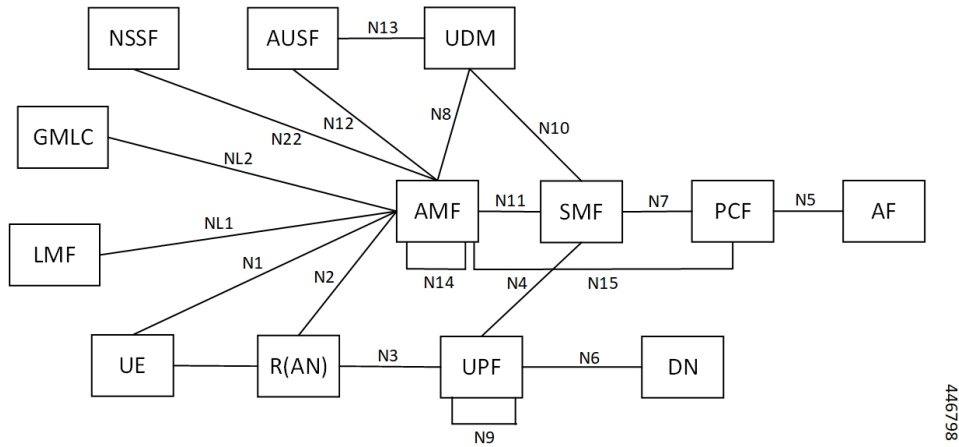 N13
NSSF
AUSF
UDM
N12
N8
N22
N10
GMLC
NL2
AMF
N11
SMF
N7
PCF
N5
AF
NL1
LMF
N1
N2
N14
N4
N15
UE
R(AN)
N3
UPF
N6
DN
N9
446798